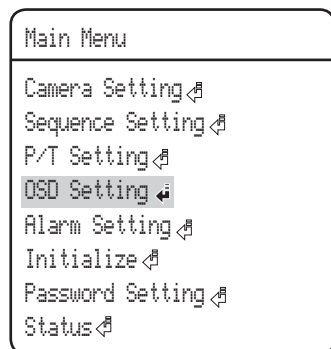 Main Menu
Camera Setting
Sequence Setting
P/T Setting
OSD Setting
Alarm Setting
Initialize
Password Setting
Status